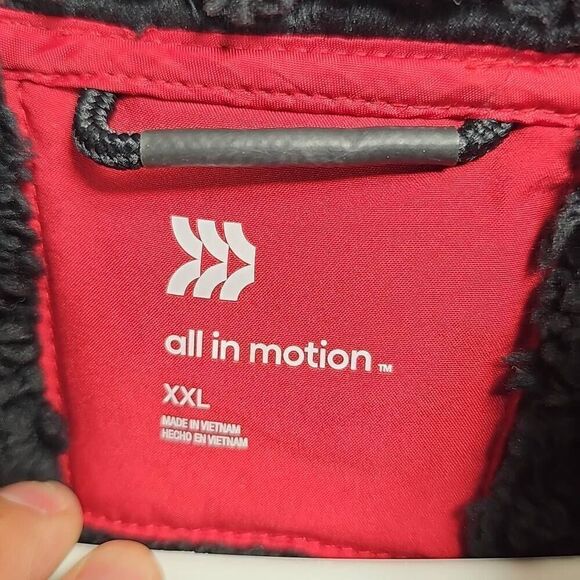 all in motion™
XXL
MADE IN VIETNAM
HECHO EN VIETNAM